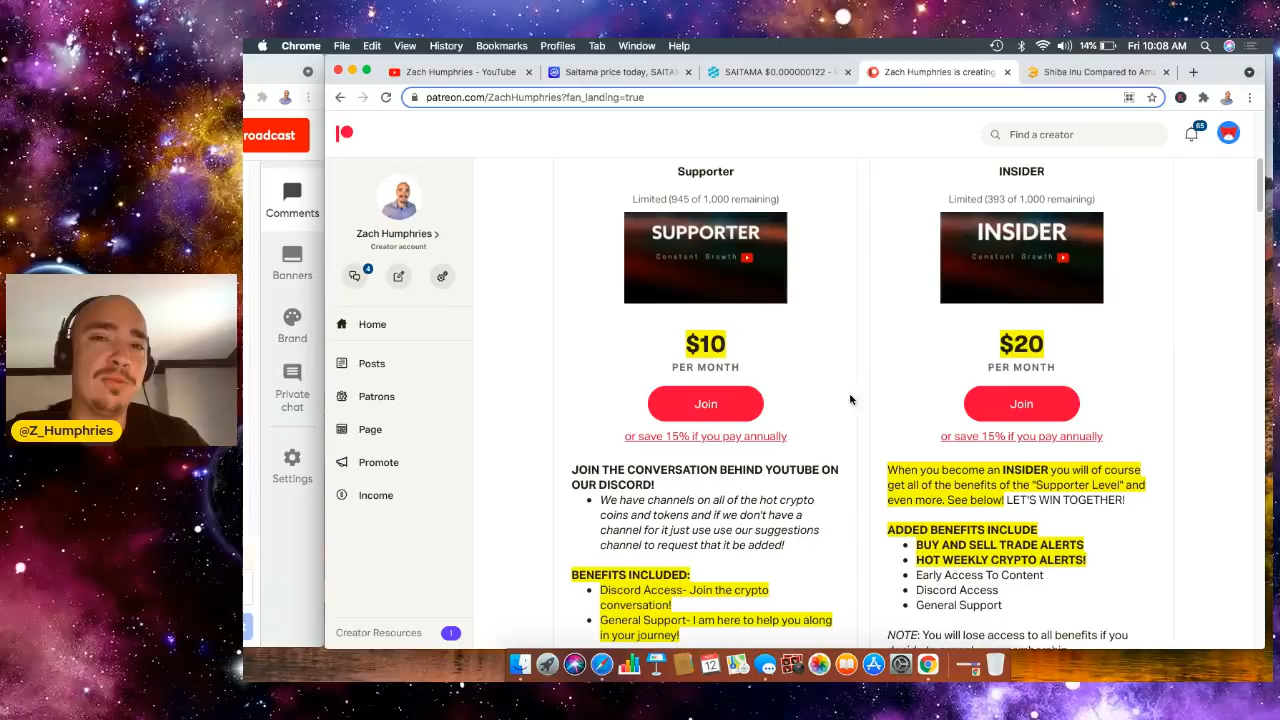 Chrome File Edit View History Bookmarks Profiles Tab Window Help
14% Fri 10:08 AM
Zach Humphries - YouTube
Saitama price today, SAITA
SAITAMA $0.000000122 -
Zach Humphries is creating
Shiba Inu Compared to Ama
patreon.com/ZachHumphries?fan_landing=true
roadcast
Find a creator
65
Comments
Banners
Brand
Private
chat
Settings
@Z_Humphries
Zach Humphries
Creator account
4
Home
Posts
Patrons
Page
Promote
Income
Creator Resources
1
Supporter
Limited (945 of 1,000 remaining)
SUPPORTER
Constant Growth
$10
PER MONTH
Join
or save 15% if you pay annually
JOIN THE CONVERSATION BEHIND YOUTUBE ON
OUR DISCORD!
We have channels on all of the hot crypto
coins and tokens and if we don't have a
channel for it just use use our suggestions
channel to request that it be added!
BENEFITS INCLUDED:
Discord Access- Join the crypto
conversation!
General Support- I am here to help you along
in your journey!
INSIDER
Limited (393 of 1,000 remaining)
INSIDER
Constant Growth
$20
PER MONTH
Join
or save 15% if you pay annually
When you become an INSIDER you will of course
get all of the benefits of the "Supporter Level" and
even more. See below! LET'S WIN TOGETHER!
ADDED BENEFITS INCLUDE
BUY AND SELL TRADE ALERTS
HOT WEEKLY CRYPTO ALERTS!
Early Access To Content
Discord Access
General Support
NOTE: You will lose access to all benefits if you
12